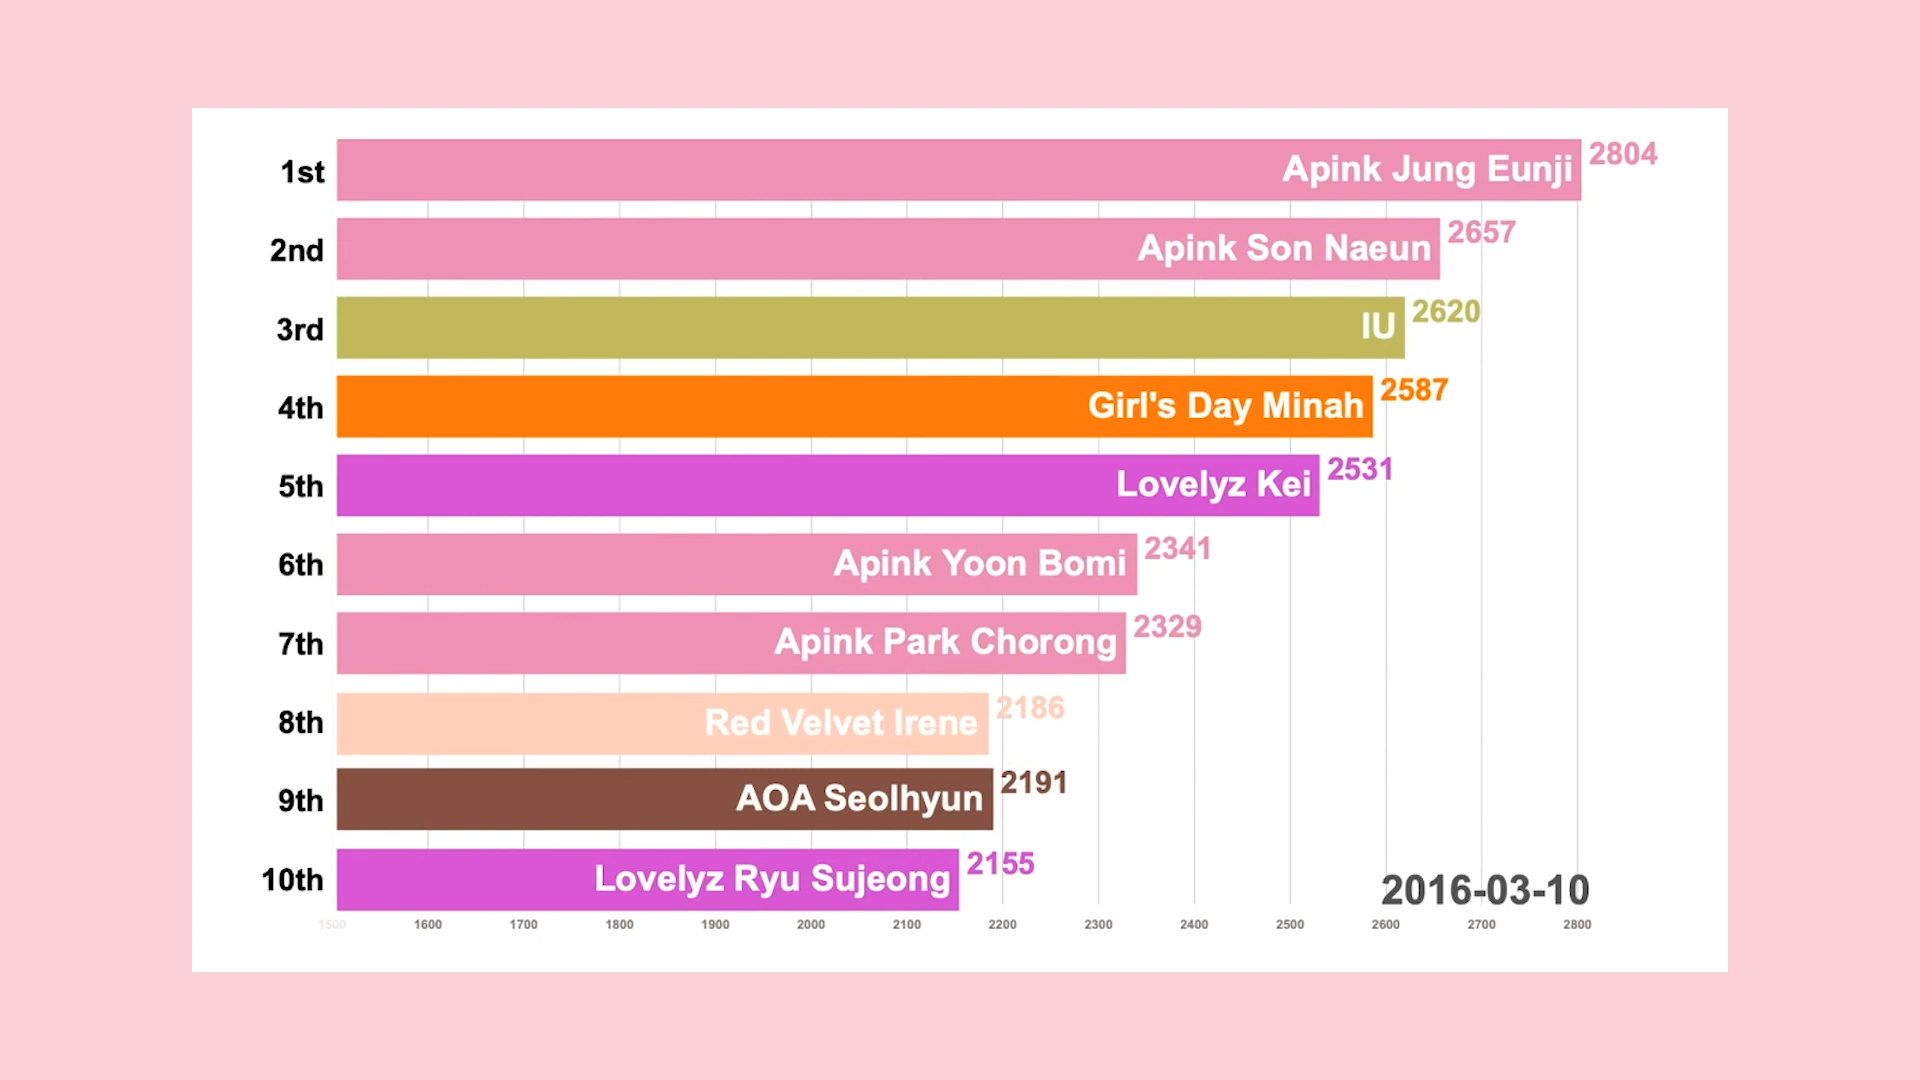 1st Apink Jung Eunji 2804
2nd Apink Son Naeun 2657
3rd IU 2620
4th Girl's Day Minah 2587
5th Lovelyz Kei 2531
6th Apink Yoon Bomi 2341
7th Apink Park Chorong 2329
8th Red Velvet Irene 2186
9th AOA Seolhyun 2191
10th Lovelyz Ryu Sujeong 2155
2016-03-10
1500 1600 1700 1800 1900 2000 2100 2200 2300 2400 2500 2600 2700 2800